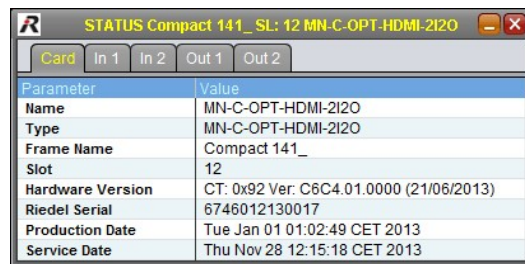 R STATUS Compact 141_ SL: 12 MN-C-OPT-HDMI-2I2O
Card In 1 In 2 Out 1 Out 2
Parameter Value
Name MN-C-OPT-HDMI-2I2O
Type MN-C-OPT-HDMI-2I2O
Frame Name Compact 141_
Slot 12
Hardware Version CT: 0x92 Ver: C6C4.01.0000 (21/06/2013)
Riedel Serial 6746012130017
Production Date Tue Jan 01 01:02:49 CET 2013
Service Date Thu Nov 28 12:15:18 CET 2013